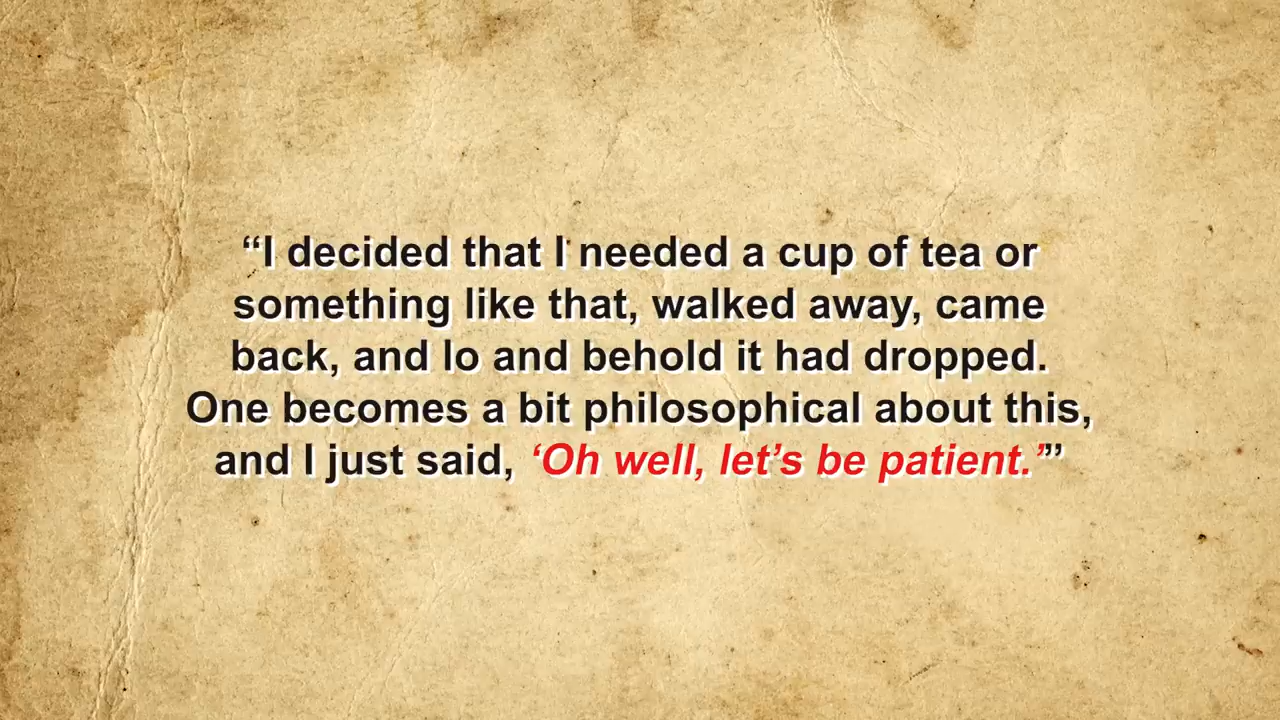 “I decided that I needed a cup of tea or
something like that, walked away, came
back, and lo and behold it had dropped.
One becomes a bit philosophical about this,
and I just said, ‘Oh well, let’s be patient.’”